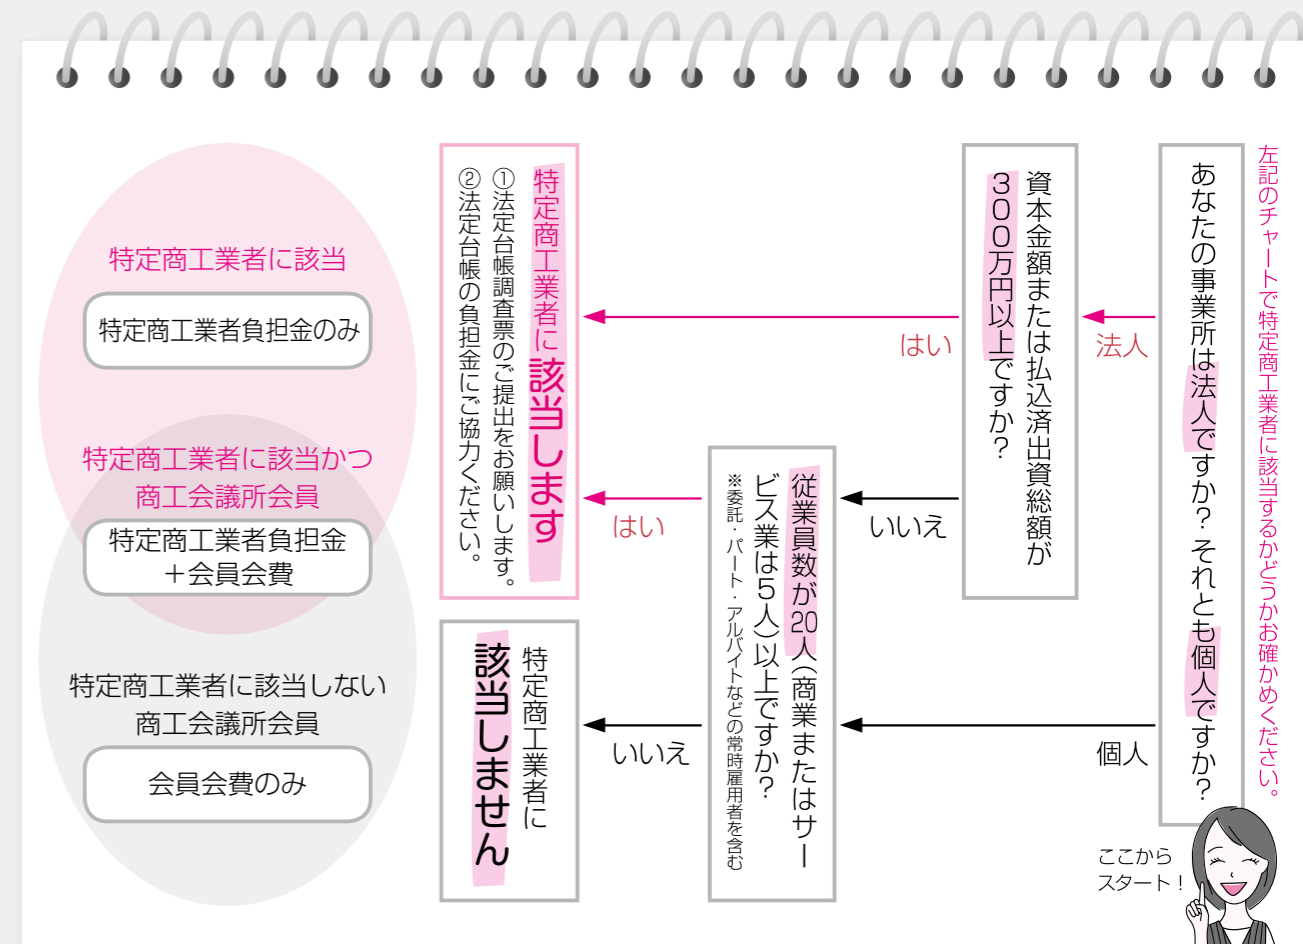 左記のチャートで特定商工業者に該当するかどうかお確かめください。
ここから
スタート！
あなたの事業所は法人ですか？それとも個人ですか？
法人
個人
資本金額または払込済出資総額が
３００万円以上ですか？
はい
いいえ
従業員数が20人（商業またはサー
ビス業は５人）以上ですか？
※委託・パート・アルバイトなどの常時雇用者を含む
はい
いいえ
特定商工業者に該当します
①法定台帳調査票のご提出をお願いします。
②法定台帳の負担金にご協力ください。
特定商工業者に
該当しません
特定商工業者に該当
特定商工業者負担金のみ
特定商工業者に該当かつ
商工会議所会員
特定商工業者負担金
＋会員会費
特定商工業者に該当しない
商工会議所会員
会員会費のみ